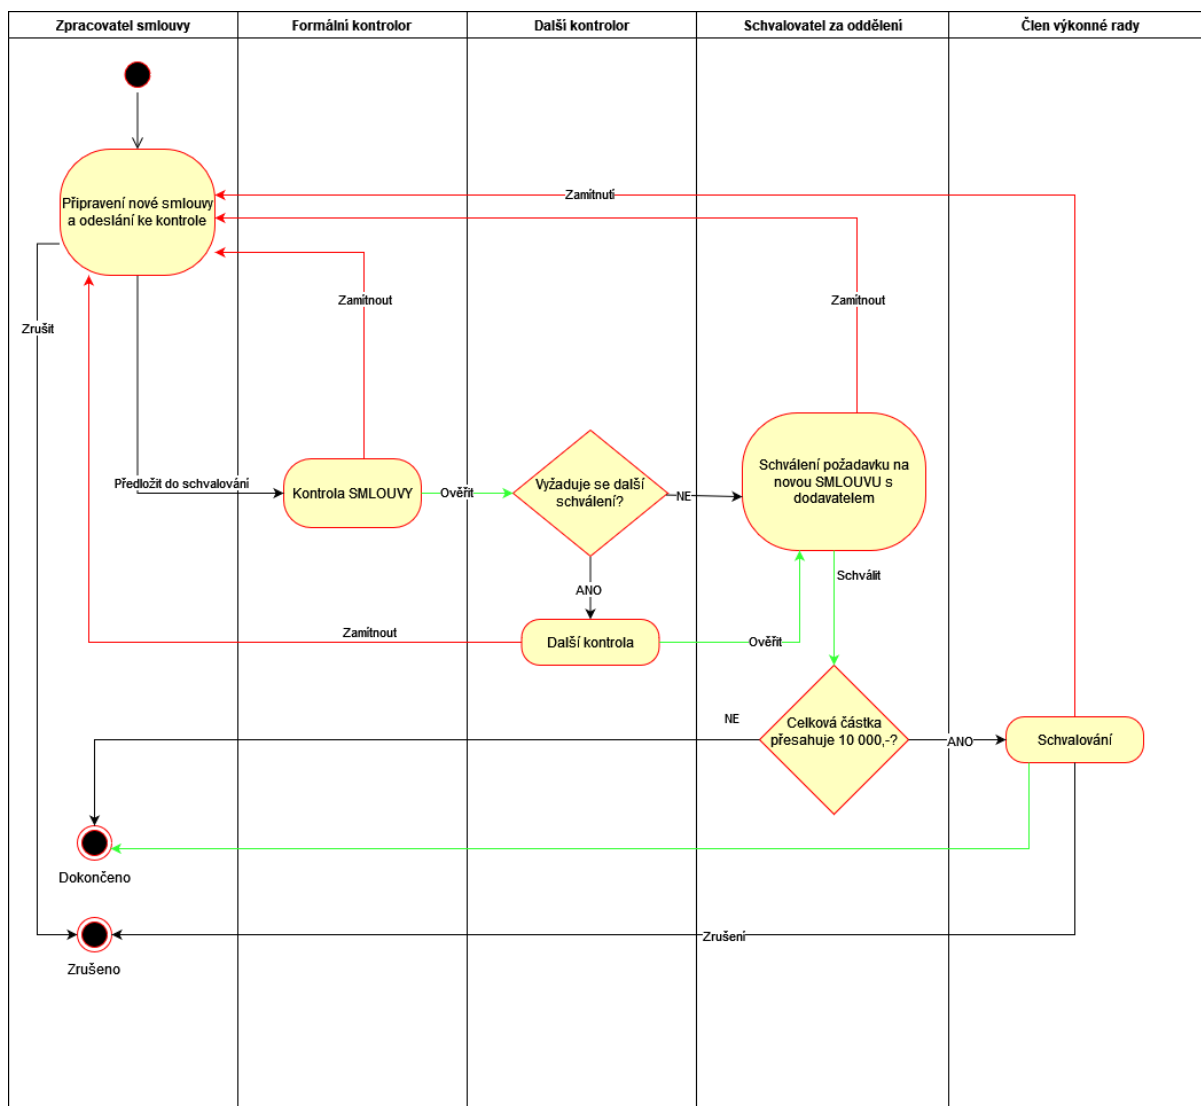 Zpracovatel smlouvy
Formální kontrolor
Další kontrolor
Schvalovatel za oddělení
Člen výkonné rady
Připravení nové smlouvy
a odeslání ke kontrole
Zamítnutí
Zamítnout
Zamítnout
Zrušit
Předložit do schvalování
Kontrola SMLOUVY
Ověřit
Vyžaduje se další
schválení?
NE
Schválení požadavku na
novou SMLOUVU s
dodavatelem
ANO
Schválit
Zamítnout
Další kontrola
Ověřit
NE
Celková částka
přesahuje 10 000,-?
ANO
Schvalování
Dokončeno
Zrušení
Zrušeno